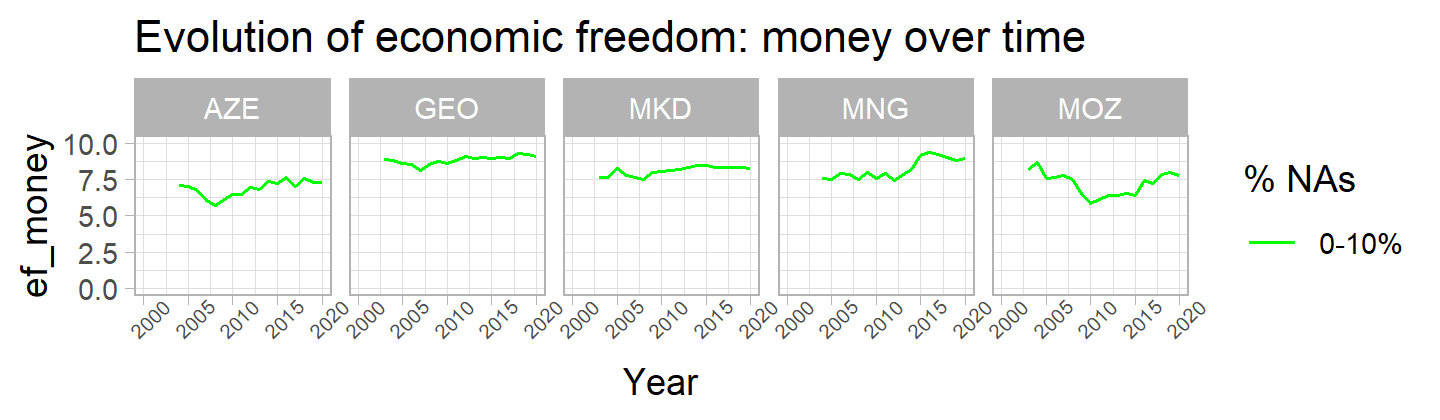 Evolution of economic freedom: money over time
AZE GEO MKD MNG MOZ
ef_money
10.0
7.5
5.0
2.5
0.0
2000 2005 2010 2015 2020 2000 2005 2010 2015 2020 2000 2005 2010 2015 2020 2000 2005 2010 2015 2020 2000 2005 2010 2015 2020
Year
% NAs
0-10%